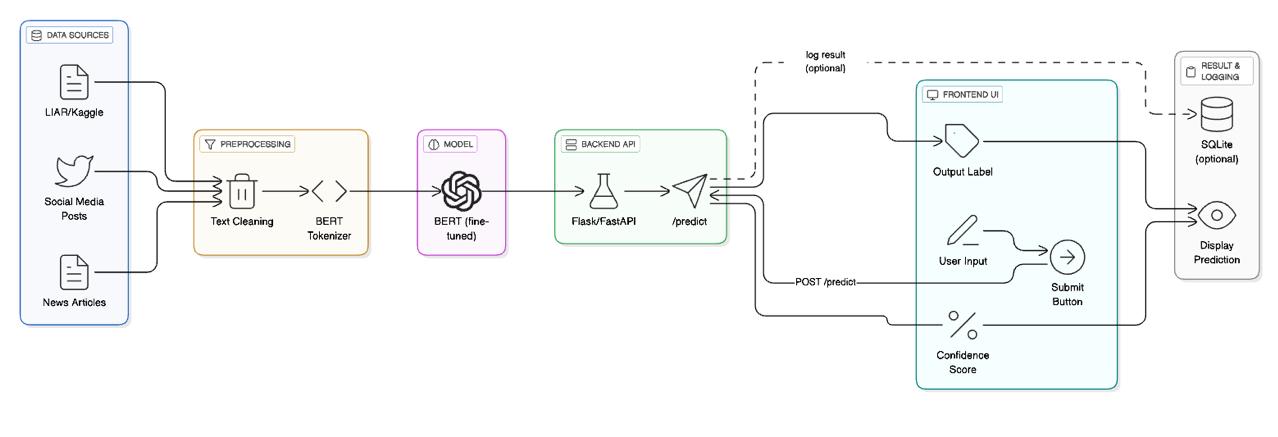 DATA SOURCES
LIAR/Kaggle
Social Media
Posts
News Articles
PREPROCESSING
Text Cleaning
BERT
Tokenizer
MODEL
BERT (fine-
tuned)
BACKEND API
Flask/FastAPI
/predict
log result
(optional)
POST /predict
FRONTEND UI
Output Label
User Input
Submit
Button
Confidence
Score
RESULT &
LOGGING
SQLite
(optional)
Display
Prediction